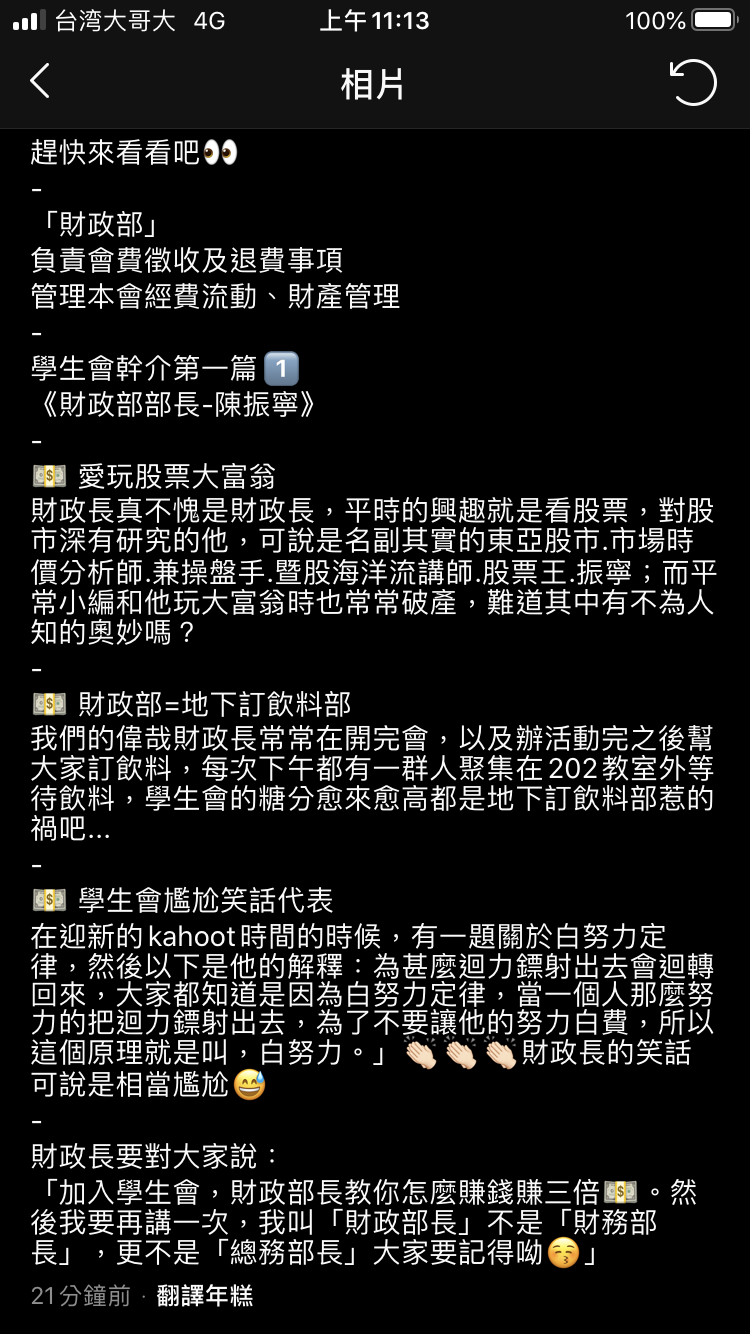 台湾大哥大 4G 上午11:13 100%
相片
趕快來看看吧👀
-
「財政部」
負責會費徵收及退費事項
管理本會經費流動、財產管理
-
學生會幹介第一篇1️⃣
《財政部部長-陳振寧》
-
💵 愛玩股票大富翁
財政長真不愧是財政長，平時的興趣就是看股票，對股
市深有研究的他，可說是名副其實的東亞股市.市場時
價分析師.兼操盤手.暨股海洋流講師.股票王.振寧；而平
常小編和他玩大富翁時也常常破產，難道其中有不為人
知的奧妙嗎？
-
💵 財政部=地下訂飲料部
我們的偉哉財政長常常在開完會，以及辦活動完之後幫
大家訂飲料，每次下午都有一群人聚集在202教室外等
待飲料，學生會的糖分愈來愈高都是地下訂飲料部惹的
禍吧...
-
💵 學生會尷尬笑話代表
在迎新的kahoot時間的時候，有一題關於白努力定
律，然後以下是他的解釋：為甚麼迴力鏢射出去會迴轉
回來，大家都知道是因為白努力定律，當一個人那麼努
力的把迴力鏢射出去，為了不要讓他的努力白費，所以
這個原理就是叫，白努力。」👏🏻👏🏻👏🏻財政長的笑話
可說是相當尷尬😅
-
財政長要對大家說：
「加入學生會，財政部長教你怎麼賺錢賺三倍💵。然
後我要再講一次，我叫「財政部長」不是「財務部
長」，更不是「總務部長」大家要記得呦😚」
21分鐘前 · 翻譯年糕